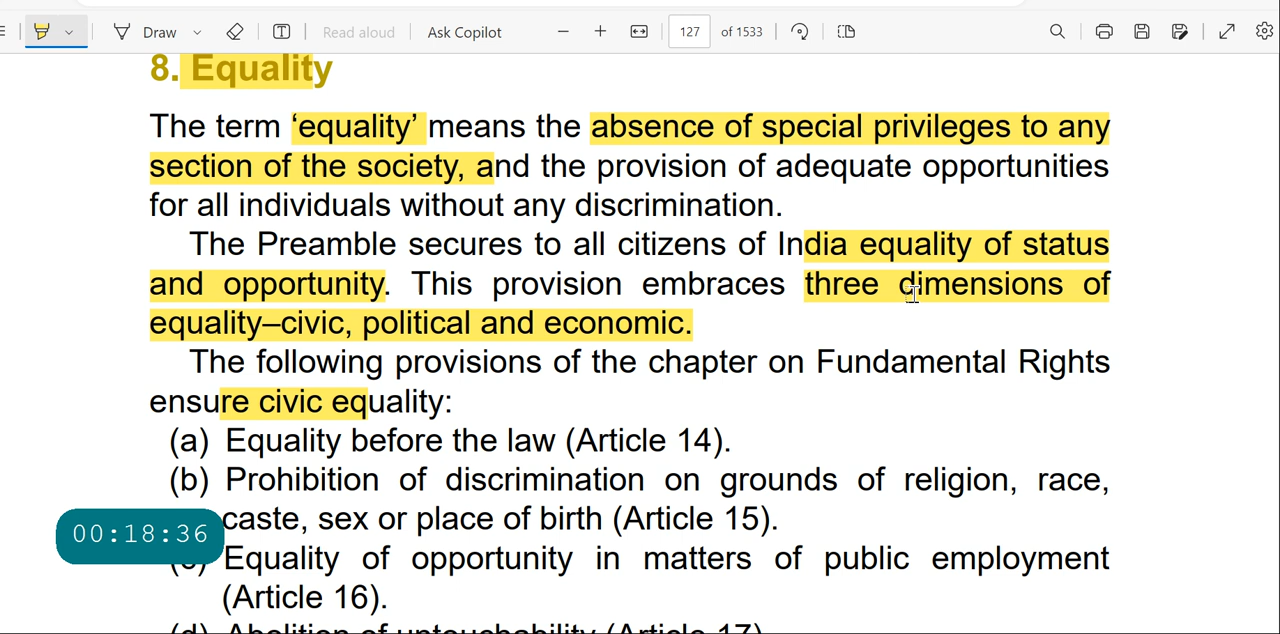 Draw
Read aloud
Ask Copilot
127 of 1533
8. Equality
The term ‘equality’ means the absence of special privileges to any
section of the society, and the provision of adequate opportunities
for all individuals without any discrimination.
The Preamble secures to all citizens of India equality of status
and opportunity. This provision embraces three dimensions of
equality–civic, political and economic.
The following provisions of the chapter on Fundamental Rights
ensure civic equality:
(a) Equality before the law (Article 14).
(b) Prohibition of discrimination on grounds of religion, race,
caste, sex or place of birth (Article 15).
00:18:36
(c) Equality of opportunity in matters of public employment
(Article 16).
(d) Abolition of untouchability (Article 17)